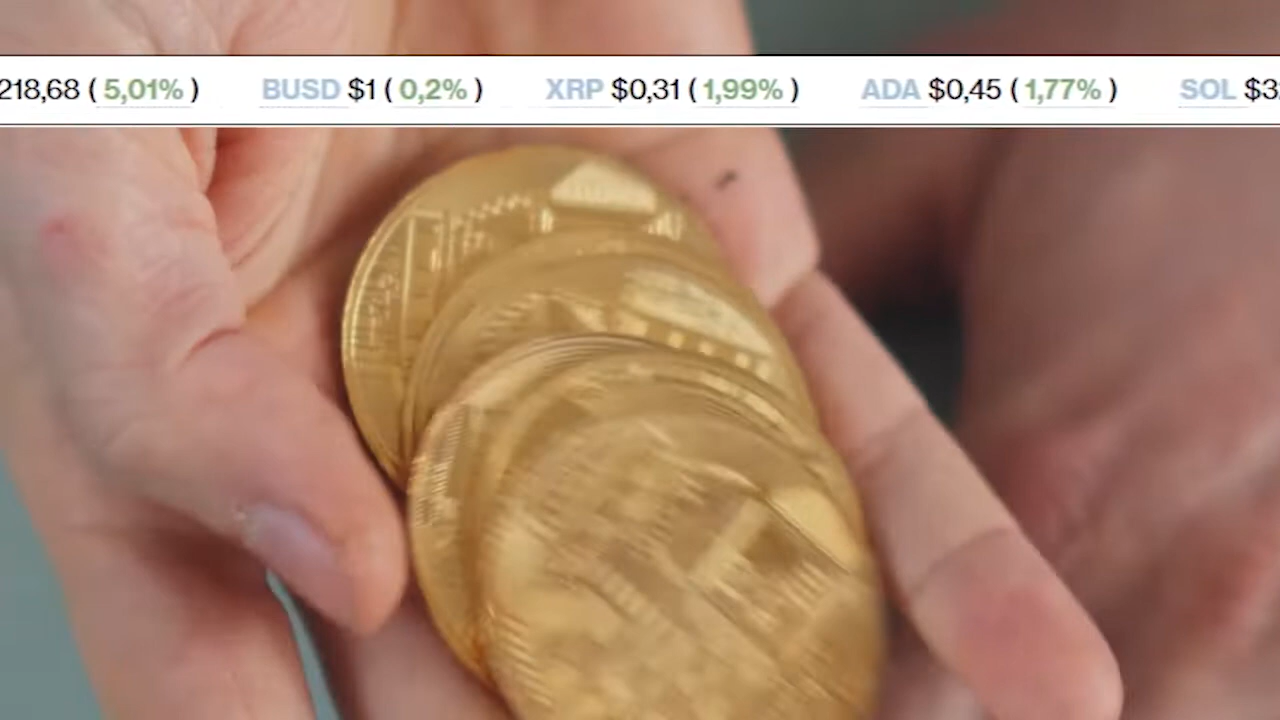 218,68 ( 5,01% ) BUSD $1 ( 0,2% ) XRP $0,31 ( 1,99% ) ADA $0,45 ( 1,77% ) SOL $3